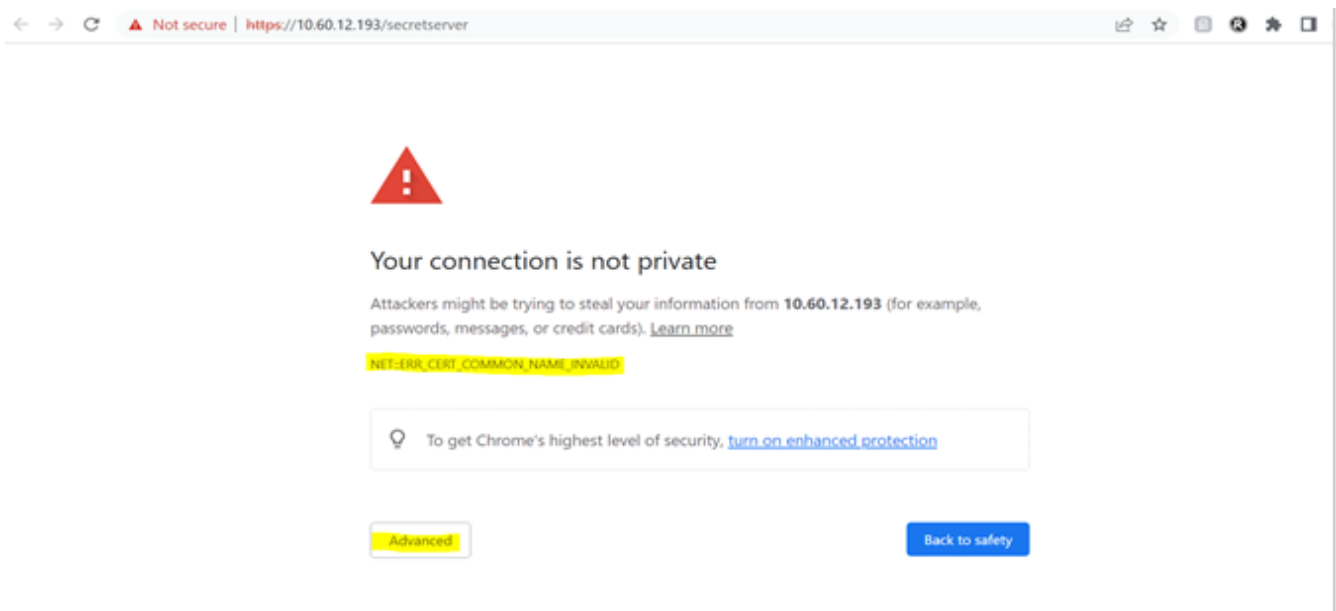 Not secure | https://10.60.12.193/secretserver
Your connection is not private
Attackers might be trying to steal your information from 10.60.12.193 (for example,
passwords, messages, or credit cards). Learn more
NET::ERR_CERT_COMMON_NAME_INVALID
To get Chrome's highest level of security, turn on enhanced protection
Advanced
Back to safety